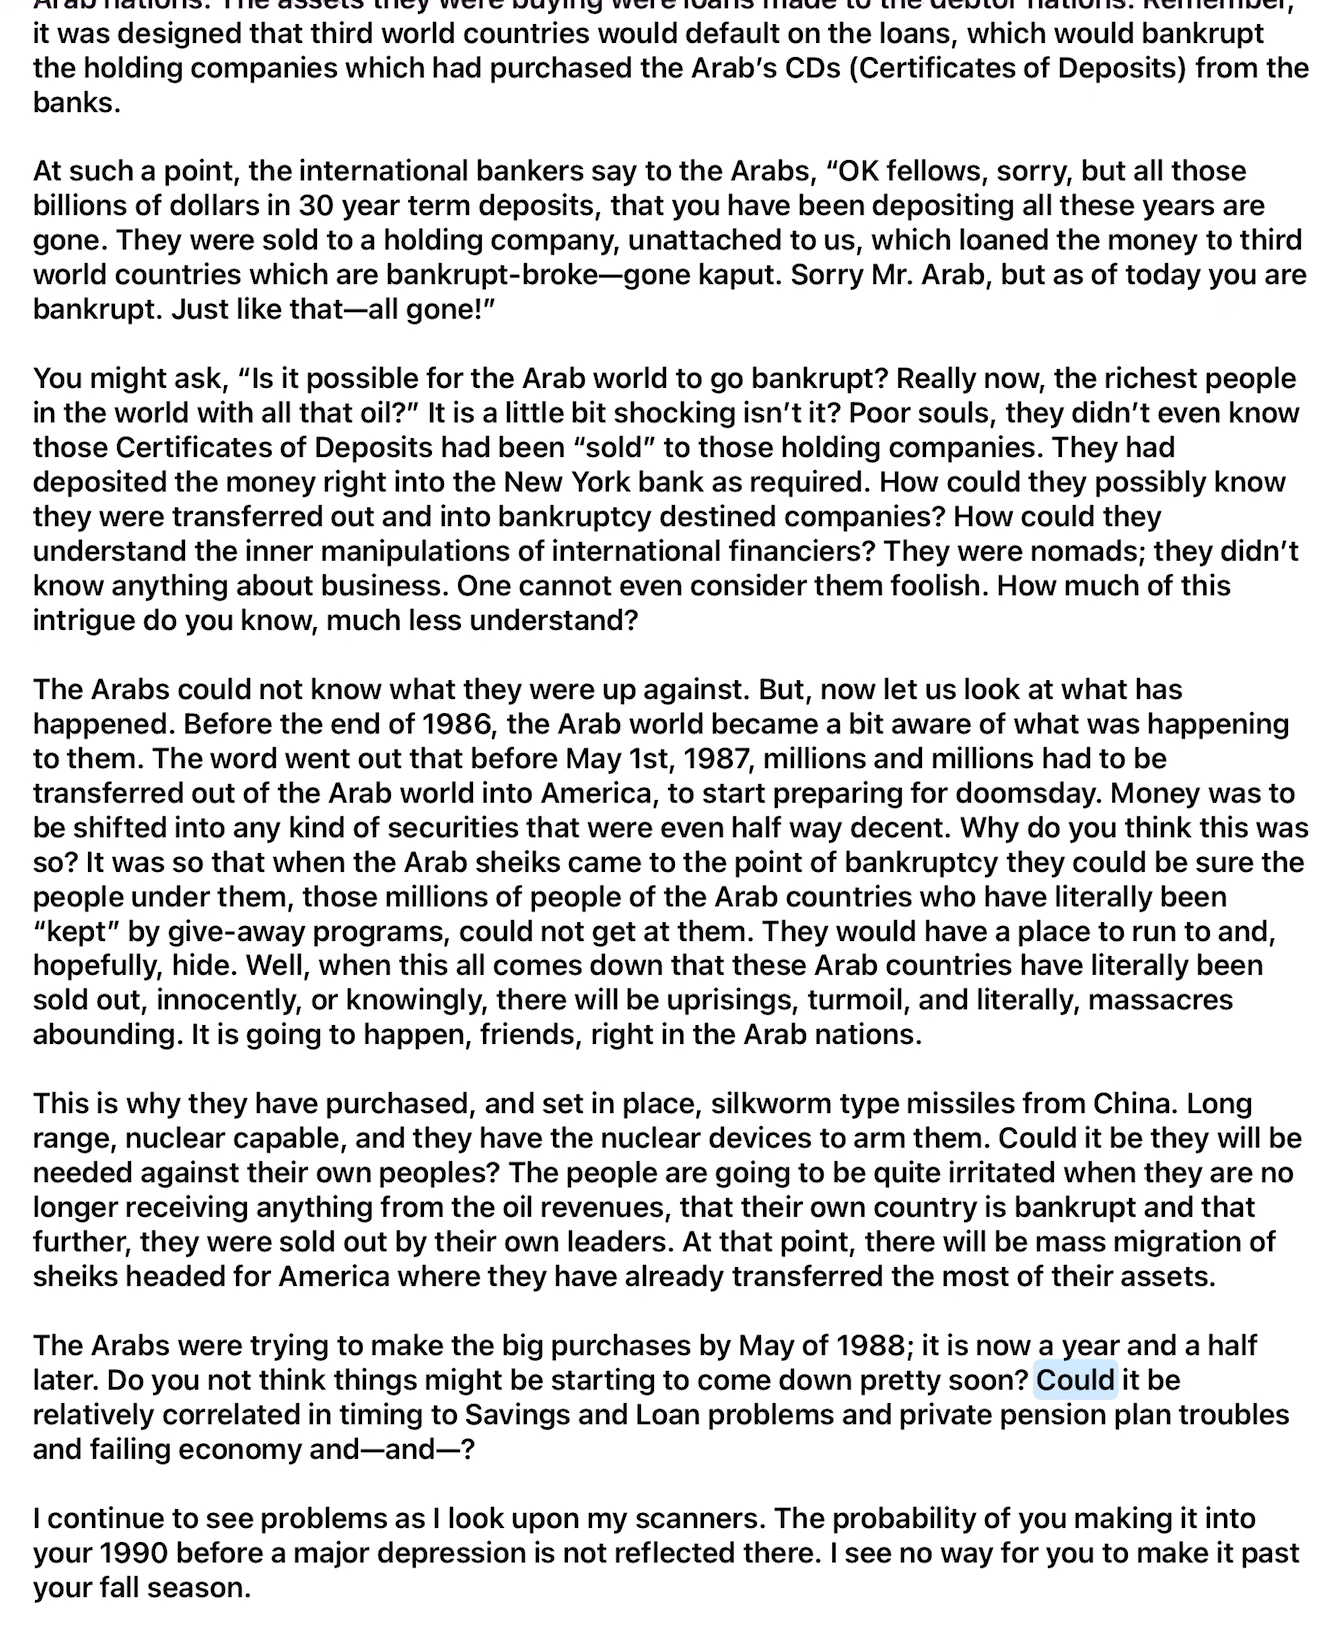 Arab nations. The assets they were buying were loans made to the debtor nations. Remember,
it was designed that third world countries would default on the loans, which would bankrupt
the holding companies which had purchased the Arab’s CDs (Certificates of Deposits) from the
banks.
At such a point, the international bankers say to the Arabs, “OK fellows, sorry, but all those
billions of dollars in 30 year term deposits, that you have been depositing all these years are
gone. They were sold to a holding company, unattached to us, which loaned the money to third
world countries which are bankrupt-broke—gone kaput. Sorry Mr. Arab, but as of today you are
bankrupt. Just like that—all gone!”
You might ask, “Is it possible for the Arab world to go bankrupt? Really now, the richest people
in the world with all that oil?” It is a little bit shocking isn’t it? Poor souls, they didn’t even know
those Certificates of Deposits had been “sold” to those holding companies. They had
deposited the money right into the New York bank as required. How could they possibly know
they were transferred out and into bankruptcy destined companies? How could they
understand the inner manipulations of international financiers? They were nomads; they didn’t
know anything about business. One cannot even consider them foolish. How much of this
intrigue do you know, much less understand?
The Arabs could not know what they were up against. But, now let us look at what has
happened. Before the end of 1986, the Arab world became a bit aware of what was happening
to them. The word went out that before May 1st, 1987, millions and millions had to be
transferred out of the Arab world into America, to start preparing for doomsday. Money was to
be shifted into any kind of securities that were even half way decent. Why do you think this was
so? It was so that when the Arab sheiks came to the point of bankruptcy they could be sure the
people under them, those millions of people of the Arab countries who have literally been
“kept” by give-away programs, could not get at them. They would have a place to run to and,
hopefully, hide. Well, when this all comes down that these Arab countries have literally been
sold out, innocently, or knowingly, there will be uprisings, turmoil, and literally, massacres
abounding. It is going to happen, friends, right in the Arab nations.
This is why they have purchased, and set in place, silkworm type missiles from China. Long
range, nuclear capable, and they have the nuclear devices to arm them. Could it be they will be
needed against their own peoples? The people are going to be quite irritated when they are no
longer receiving anything from the oil revenues, that their own country is bankrupt and that
further, they were sold out by their own leaders. At that point, there will be mass migration of
sheiks headed for America where they have already transferred the most of their assets.
The Arabs were trying to make the big purchases by May of 1988; it is now a year and a half
later. Do you not think things might be starting to come down pretty soon? Could it be
relatively correlated in timing to Savings and Loan problems and private pension plan troubles
and failing economy and—and—?
I continue to see problems as I look upon my scanners. The probability of you making it into
your 1990 before a major depression is not reflected there. I see no way for you to make it past
your fall season.